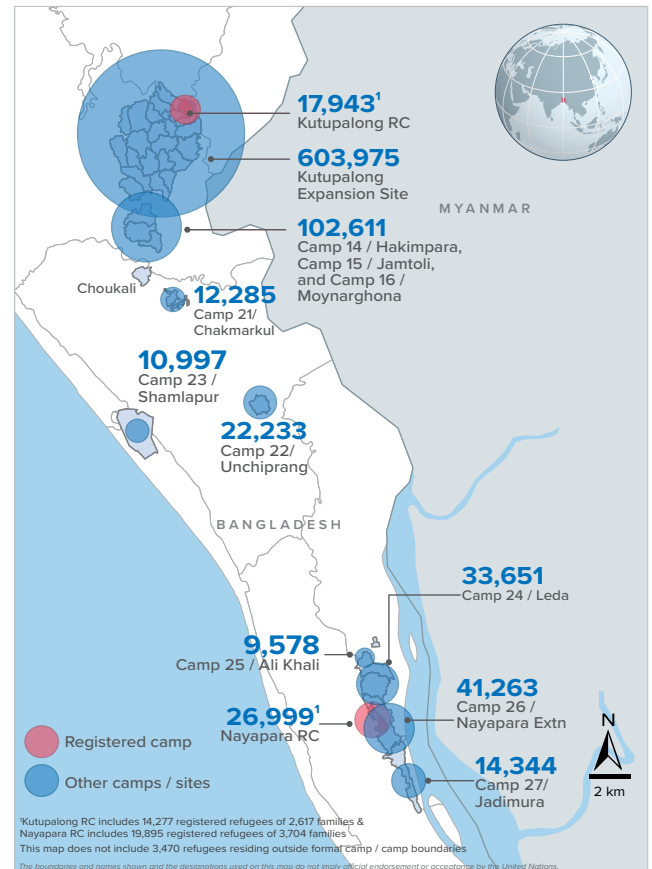 17,943¹
Kutupalong RC
603,975
Kutupalong
Expansion Site
MYANMAR
102,611
Camp 14 / Hakimpara,
Camp 15 / Jamtoli,
and Camp 16 /
Moynarghona
Choukali
12,285
Camp 21/
Chakmarkul
10,997
Camp 23 /
Shamlapur
22,233
Camp 22/
Unchiprang
BANGLADESH
33,651
Camp 24 / Leda
9,578
Camp 25 / Ali Khali
41,263
Camp 26 /
Nayapara Extn
26,999¹
Nayapara RC
14,344
Camp 27/
Jadimura
N
2 km
Registered camp
Other camps / sites
¹Kutupalong RC includes 14,277 registered refugees of 2,617 families &
Nayapara RC includes 19,895 registered refugees of 3,704 families
This map does not include 3,470 refugees residing outside formal camp / camp boundaries
The boundaries and names shown and the designations used on this map do not imply official endorsement or acceptance by the United Nations.